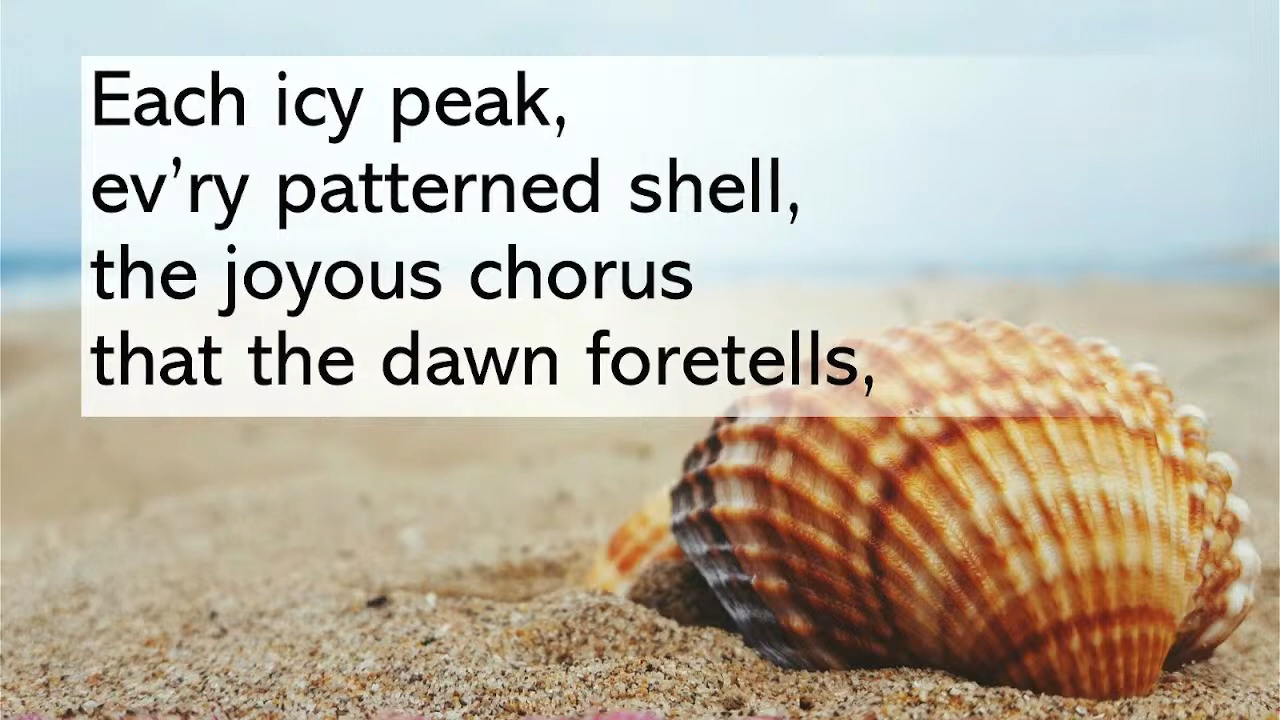 Each icy peak,
ev’ry patterned shell,
the joyous chorus
that the dawn foretells,